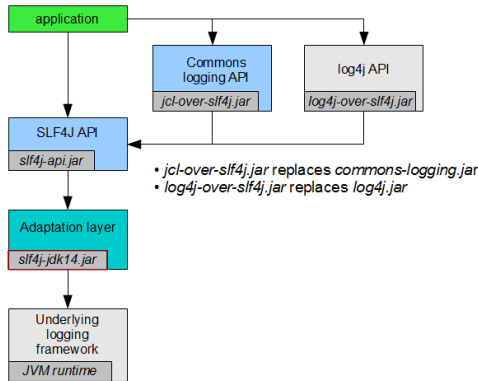 application
Commons
logging API
jcl-over-slf4j.jar
log4j API
log4j-over-slf4j.jar
SLF4J API
slf4j-api.jar
• jcl-over-slf4j.jar replaces commons-logging.jar
• log4j-over-slf4j.jar replaces log4j.jar
Adaptation layer
slf4j-jdk14.jar
Underlying
logging
framework
JVM runtime